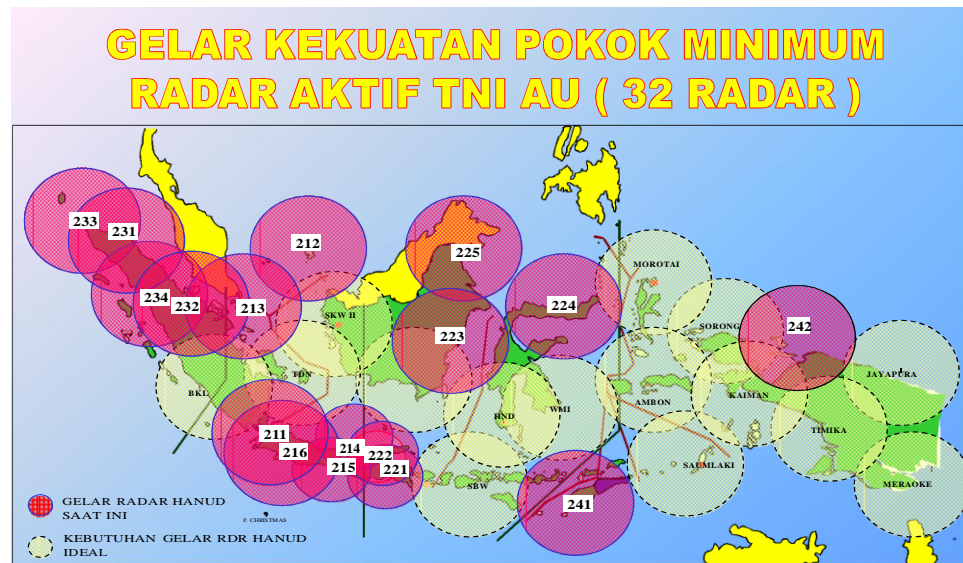 GELAR KEKUATAN POKOK MINIMUM
RADAR AKTIF TNI AU ( 32 RADAR )
233
231
212
225
MOROTAI
234
232
213
SKW II
223
224
SORONG
242
BKL
TDN
HND
WMI
AMBON
KAIMAN
JAYAPURA
TIMIKA
211
216
214
215
222
221
SBW
241
SAUMLAKI
MERAOKE
P. CHRISTMAS
GELAR RADAR HANUD
SAAT INI
KEBUTUHAN GELAR RDR HANUD
IDEAL